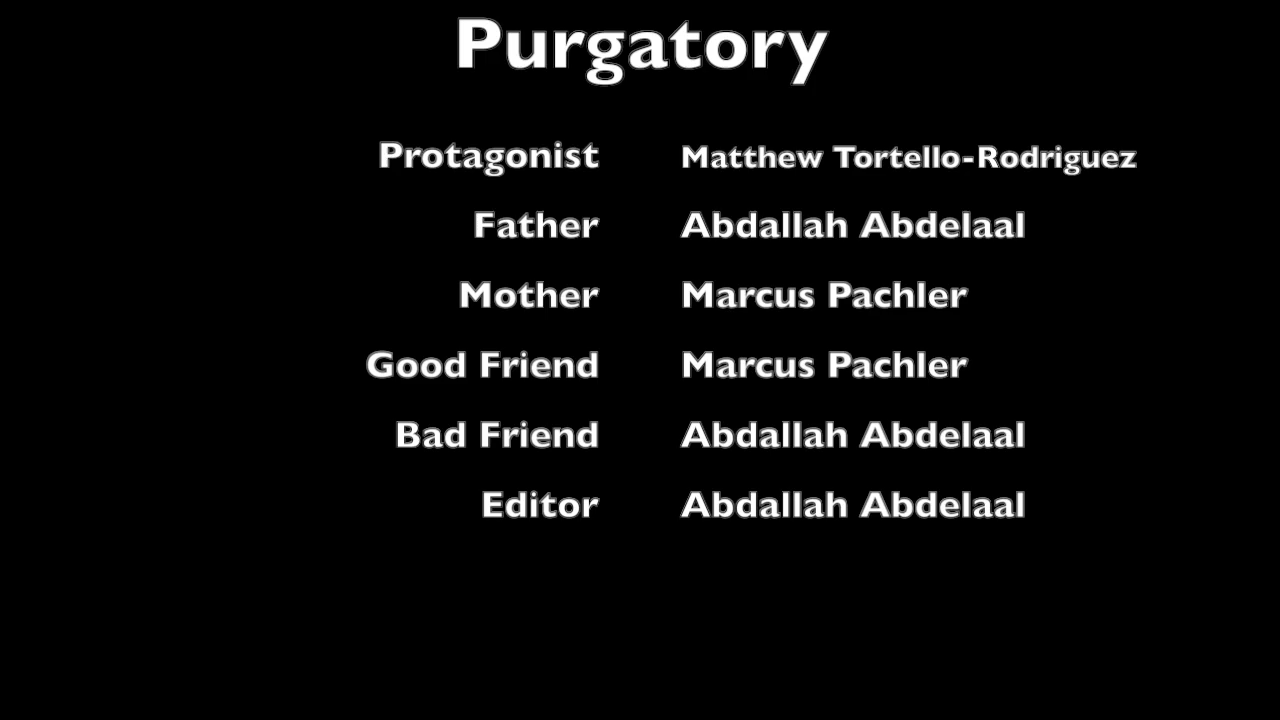 Purgatory
Protagonist Matthew Tortello-Rodriguez
Father Abdallah Abdelaal
Mother Marcus Pachler
Good Friend Marcus Pachler
Bad Friend Abdallah Abdelaal
Editor Abdallah Abdelaal